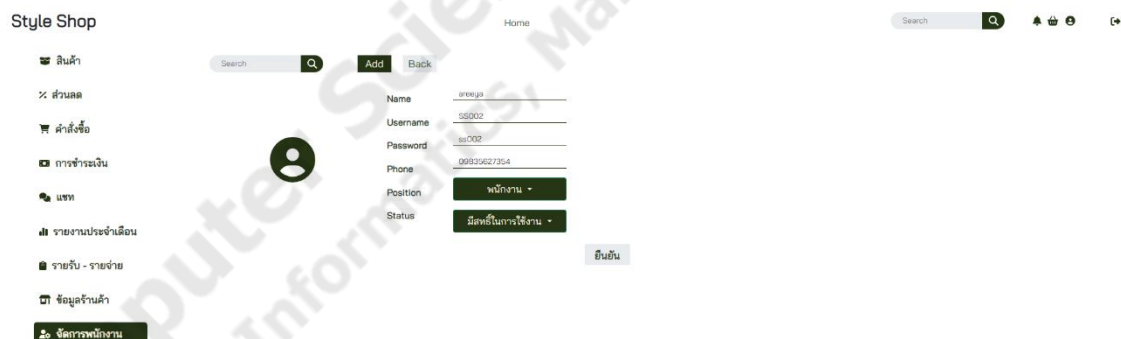 Style Shop
Home
Search
สินค้า
ส่วนลด
คำสั่งซื้อ
การชำระเงิน
แชท
รายงานประจำเดือน
รายรับ - รายจ่าย
ข้อมูลร้านค้า
จัดการพนักงาน
Search
Add Back
Name areeya
Username SS002
Password ss002
Phone 09835627354
Position พนักงาน
Status มีสิทธิ์ในการใช้งาน
ยืนยัน